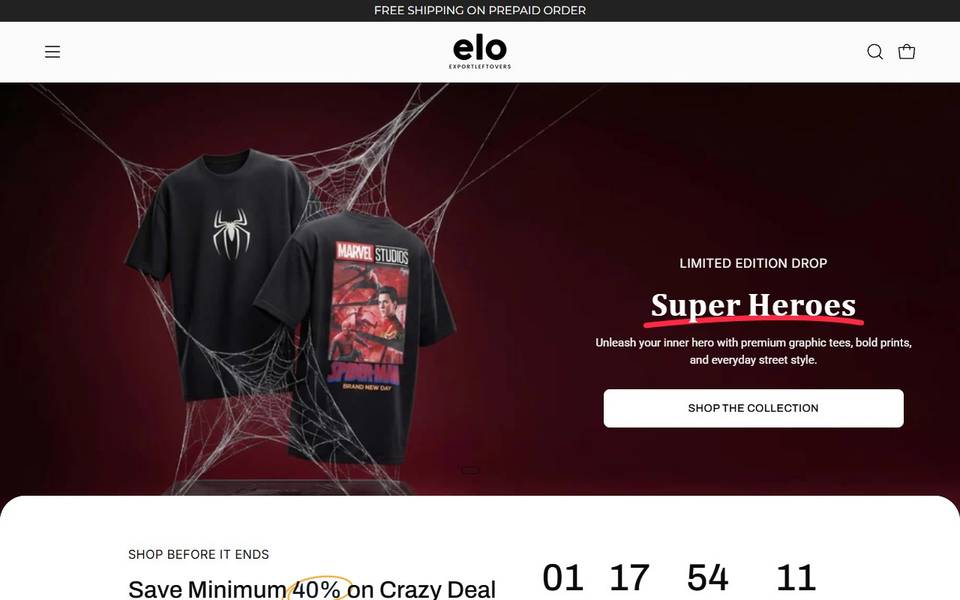 FREE SHIPPING ON PREPAID ORDER
elo
EXPORTLEFTOVERS
MARVEL STUDIOS
SPIDER-MAN
BRAND NEW DAY
LIMITED EDITION DROP
Super Heroes
Unleash your inner hero with premium graphic tees, bold prints,
and everyday street style.
SHOP THE COLLECTION
SHOP BEFORE IT ENDS
Save Minimum 40% on Crazy Deal
01 17 54 11